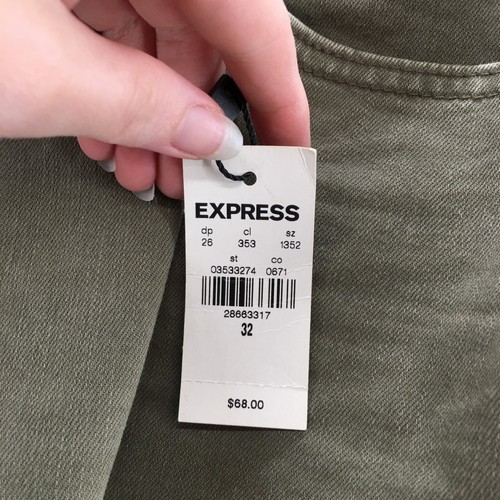 EXPRESS
dp cl sz
26 353 1352
st co
03533274 0671
28663317
32
$68.00